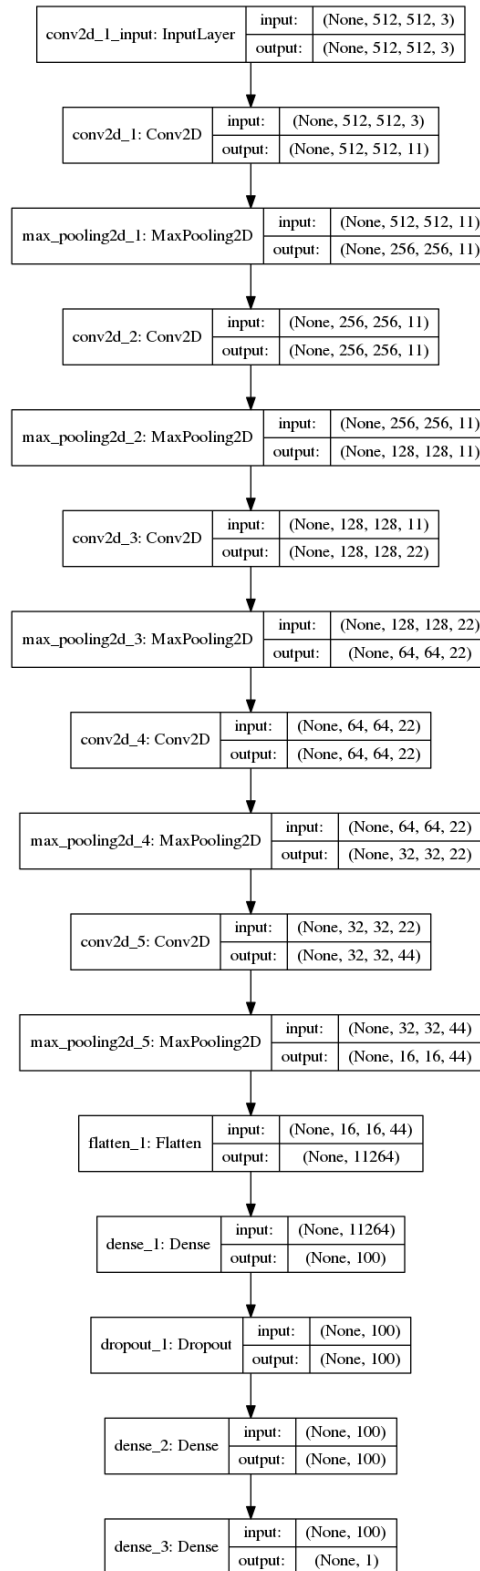 conv2d_1_input: InputLayer input: (None, 512, 512, 3)
output: (None, 512, 512, 3)
conv2d_1: Conv2D input: (None, 512, 512, 3)
output: (None, 512, 512, 11)
max_pooling2d_1: MaxPooling2D input: (None, 512, 512, 11)
output: (None, 256, 256, 11)
conv2d_2: Conv2D input: (None, 256, 256, 11)
output: (None, 256, 256, 11)
max_pooling2d_2: MaxPooling2D input: (None, 256, 256, 11)
output: (None, 128, 128, 11)
conv2d_3: Conv2D input: (None, 128, 128, 11)
output: (None, 128, 128, 22)
max_pooling2d_3: MaxPooling2D input: (None, 128, 128, 22)
output: (None, 64, 64, 22)
conv2d_4: Conv2D input: (None, 64, 64, 22)
output: (None, 64, 64, 22)
max_pooling2d_4: MaxPooling2D input: (None, 64, 64, 22)
output: (None, 32, 32, 22)
conv2d_5: Conv2D input: (None, 32, 32, 22)
output: (None, 32, 32, 44)
max_pooling2d_5: MaxPooling2D input: (None, 32, 32, 44)
output: (None, 16, 16, 44)
flatten_1: Flatten input: (None, 16, 16, 44)
output: (None, 11264)
dense_1: Dense input: (None, 11264)
output: (None, 100)
dropout_1: Dropout input: (None, 100)
output: (None, 100)
dense_2: Dense input: (None, 100)
output: (None, 100)
dense_3: Dense input: (None, 100)
output: (None, 1)